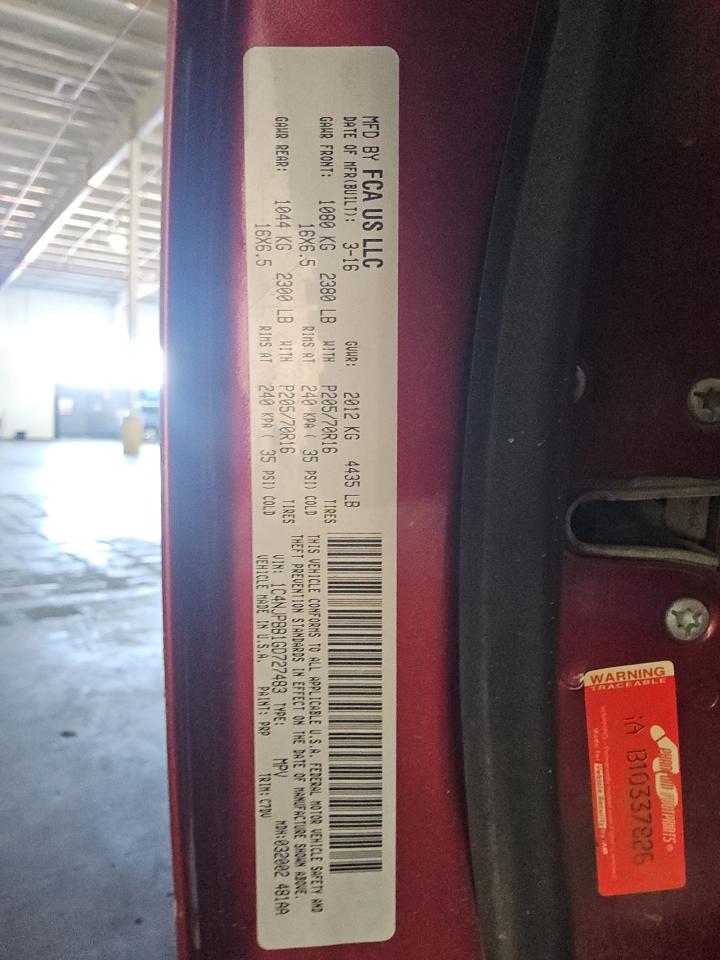 MFD BY FCA US LLC
DATE OF MFR(BUILT): 3-16 GVWR: 2012 KG 4435 LB
GAWR FRONT: 1080 KG 2380 LB WITH P205/70R16 TIRES
16X6.5 RIMS AT 240 KPA ( 35 PSI) COLD
GAWR REAR: 1044 KG 2300 LB WITH P205/70R16 TIRES
16X6.5 RIMS AT 240 KPA ( 35 PSI) COLD
THIS VEHICLE CONFORMS TO ALL APPLICABLE U.S.A. FEDERAL MOTOR VEHICLE SAFETY AND
THEFT PREVENTION STANDARDS IN EFFECT ON THE DATE OF MANUFACTURE SHOWN ABOVE.
VIN: 1C4NJPBB1GD727483 TYPE: MPV MDH:032002 481AA
VEHICLE MADE IN U.S.A. PAINT: PRP TRIM: C7DV
WARNING
TRACEABLE
B10337826